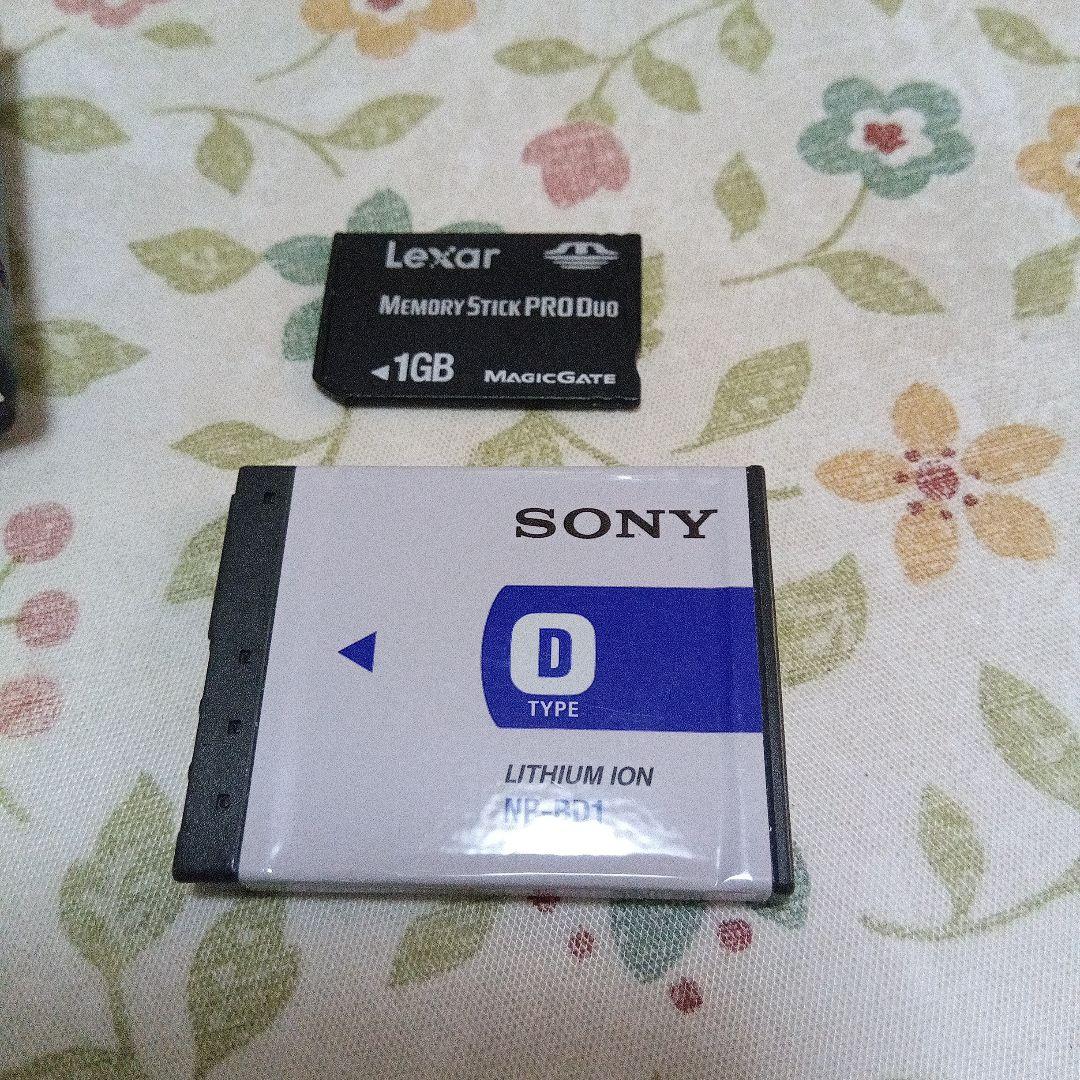 Lexar
MEMORY STICK PRO DUO
1GB MAGICGATE
SONY
D
TYPE
LITHIUM ION
NP-BD1